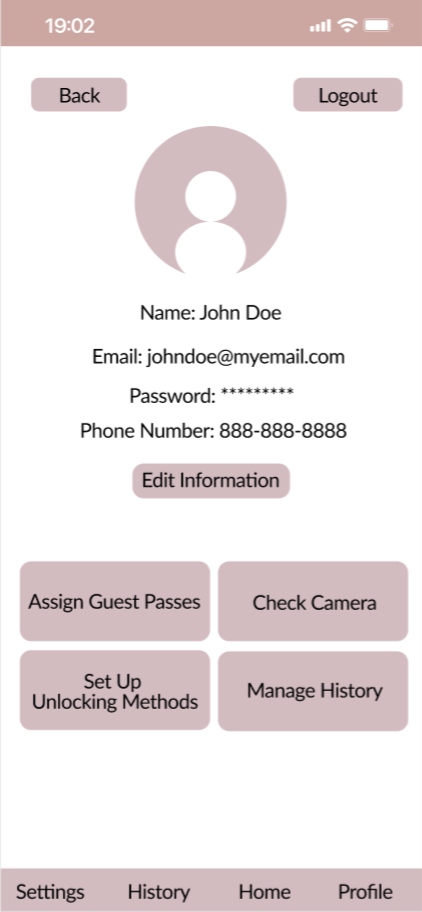 19:02
Back
Logout
Name: John Doe
Email: johndoe@myemail.com
Password: *********
Phone Number: 888-888-8888
Edit Information
Assign Guest Passes
Check Camera
Set Up
Unlocking Methods
Manage History
Settings
History
Home
Profile